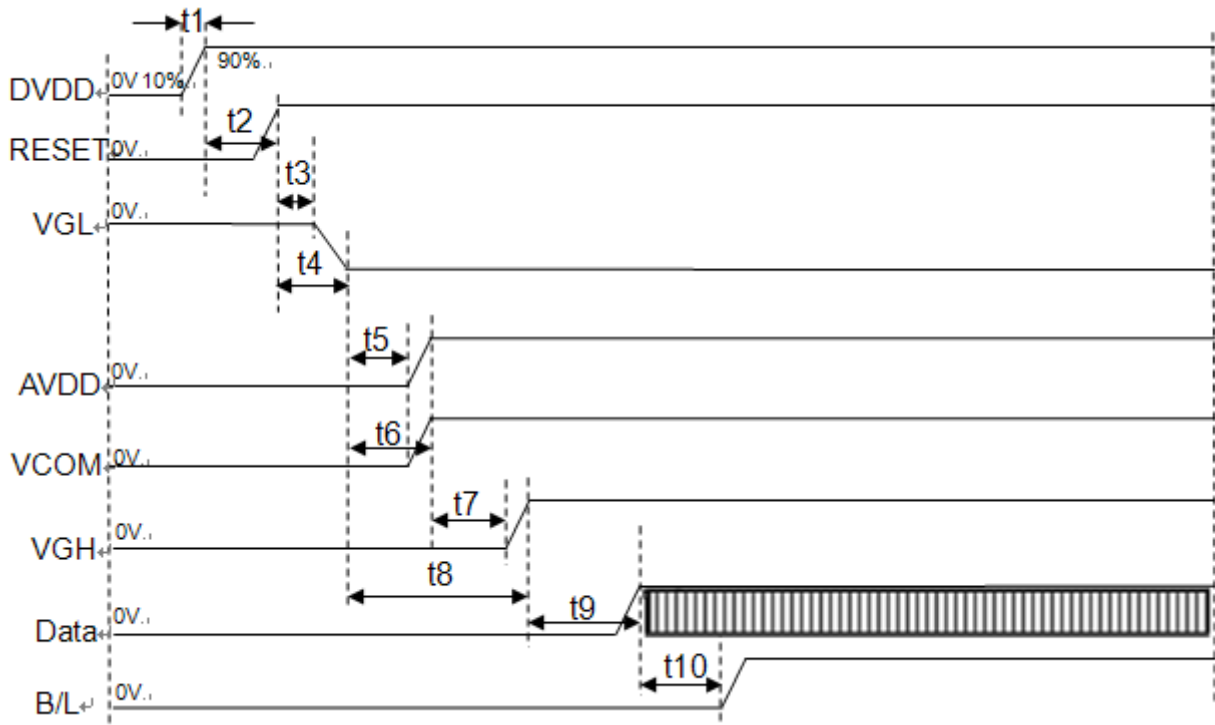 t1
DVDD↵ 0V 10%.. 90%..
t2
RESET 0V..
t3
VGL↵ 0V..
t4
t5
AVDD↵ 0V..
t6
VCOM↵ 0V..
t7
VGH↵ 0V..
t8
t9
Data↵ 0V..
t10
B/L↵ 0V..